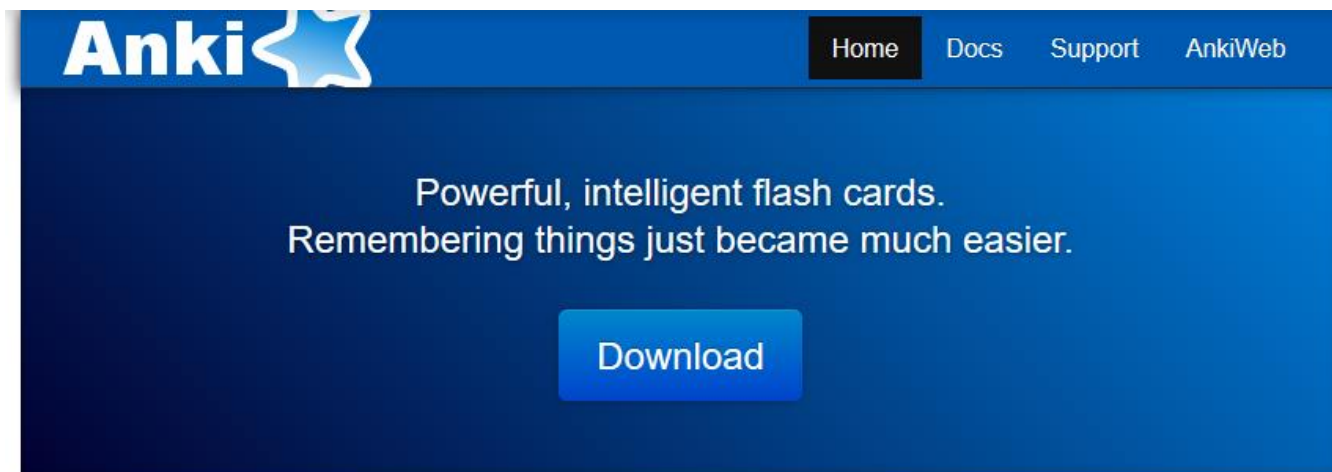 Anki
Home Docs Support AnkiWeb
Powerful, intelligent flash cards.
Remembering things just became much easier.
Download